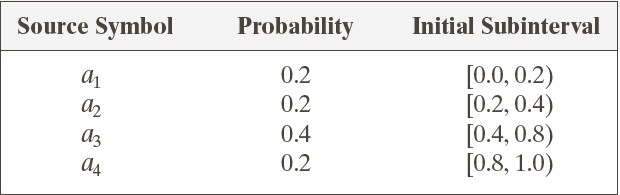 Source Symbol Probability Initial Subinterval
a₁ 0.2 [0.0, 0.2)
a₂ 0.2 [0.2, 0.4)
a₃ 0.4 [0.4, 0.8)
a₄ 0.2 [0.8, 1.0)